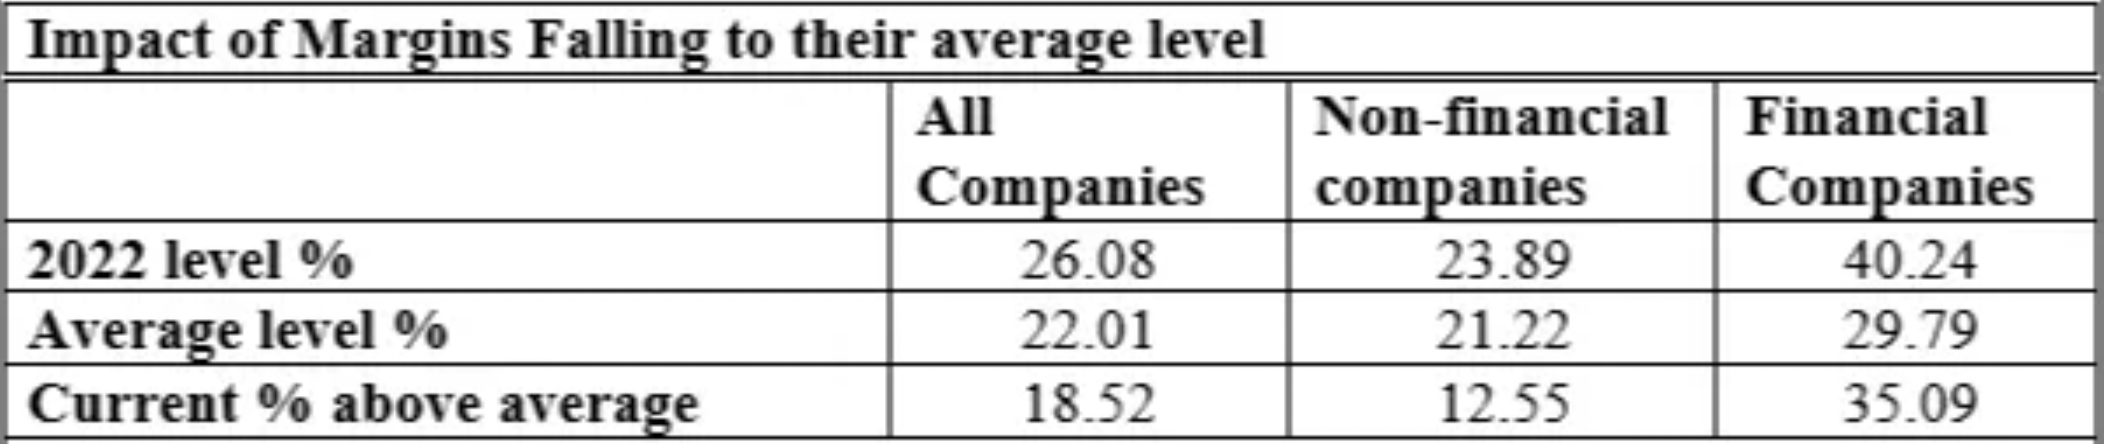 Impact of Margins Falling to their average level
All Companies Non-financial companies Financial Companies
2022 level % 26.08 23.89 40.24
Average level % 22.01 21.22 29.79
Current % above average 18.52 12.55 35.09